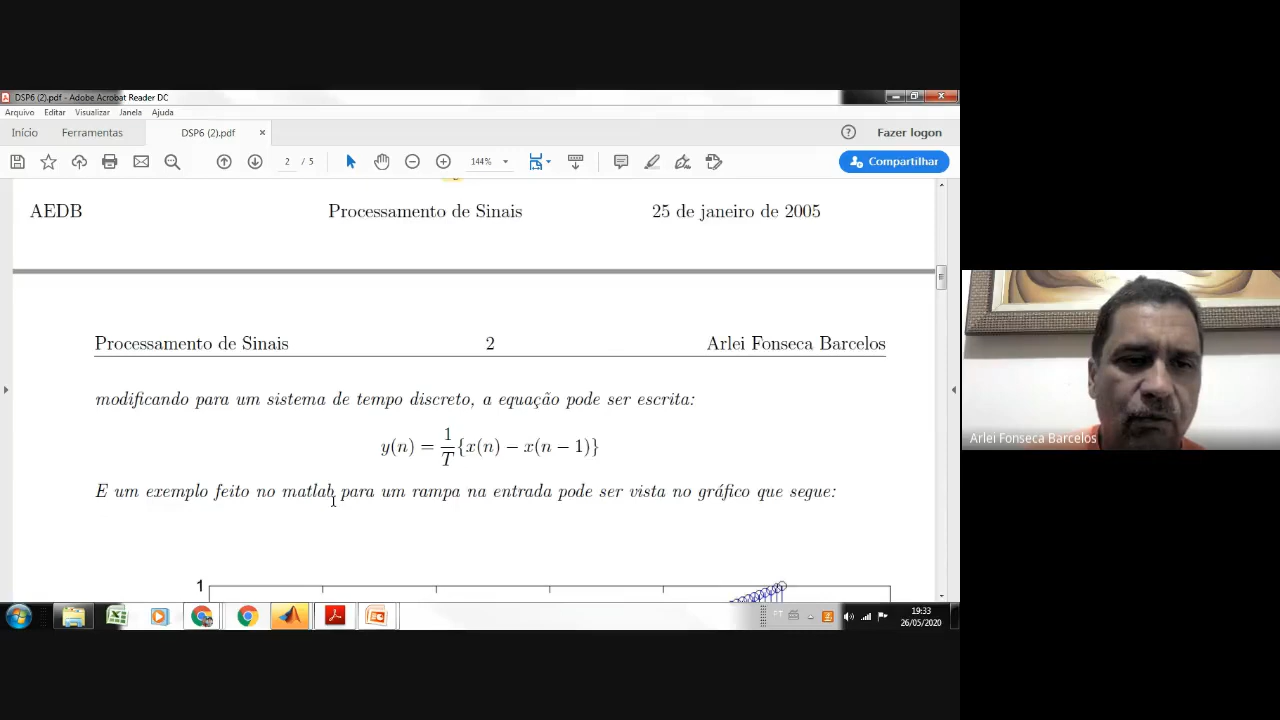 DSP6 (2).pdf - Adobe Acrobat Reader DC
Arquivo Editar Visualizar Janela Ajuda
Início Ferramentas DSP6 (2).pdf × ? Fazer logon
2 / 5 144% Compartilhar
AEDB Processamento de Sinais 25 de janeiro de 2005
Processamento de Sinais 2 Arlei Fonseca Barcelos
modificando para um sistema de tempo discreto, a equação pode ser escrita:
y(n) = 1/T {x(n) − x(n − 1)}
E um exemplo feito no matlab para um rampa na entrada pode ser vista no gráfico que segue:
1
Arlei Fonseca Barcelos
PT 19:33
26/05/2020